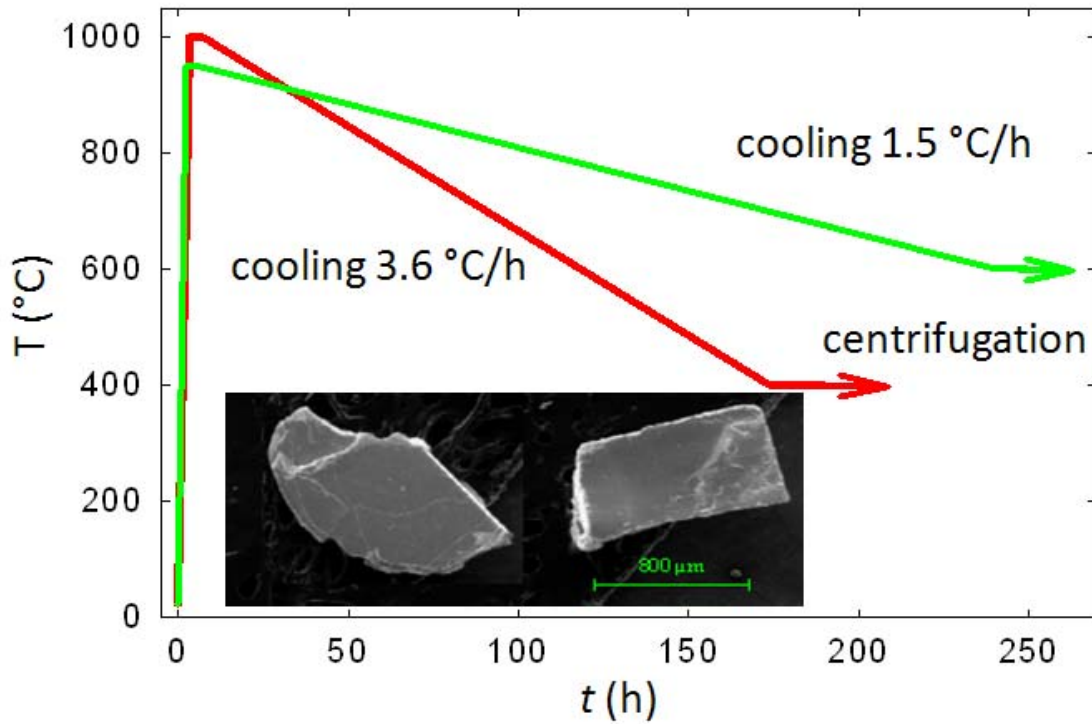 1000
800
600
400
200
0
T (°C)
cooling 1.5 °C/h
cooling 3.6 °C/h
centrifugation
800 µm
0 50 100 150 200 250
t (h)